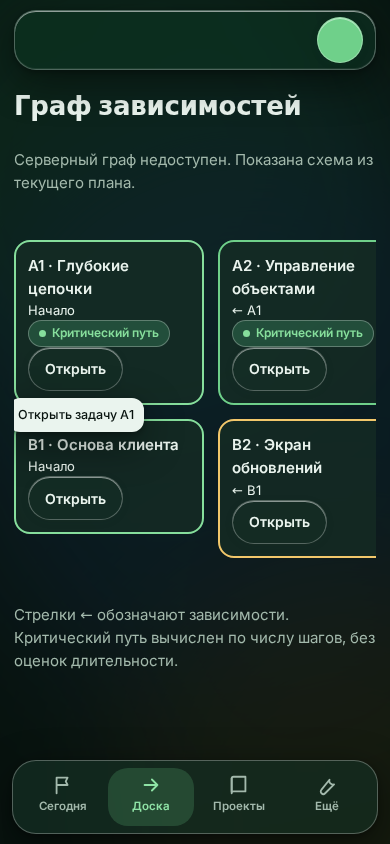 Граф зависимостей
Серверный граф недоступен. Показана схема из
текущего плана.
A1 · Глубокие
цепочки
Начало
Критический путь
Открыть
A2 · Управление
объектами
← A1
Критический путь
Открыть
Открыть задачу A1
B1 · Основа клиента
Начало
Открыть
B2 · Экран
обновлений
← B1
Открыть
Стрелки ← обозначают зависимости.
Критический путь вычислен по числу шагов, без
оценок длительности.
Сегодня
Доска
Проекты
Ещё